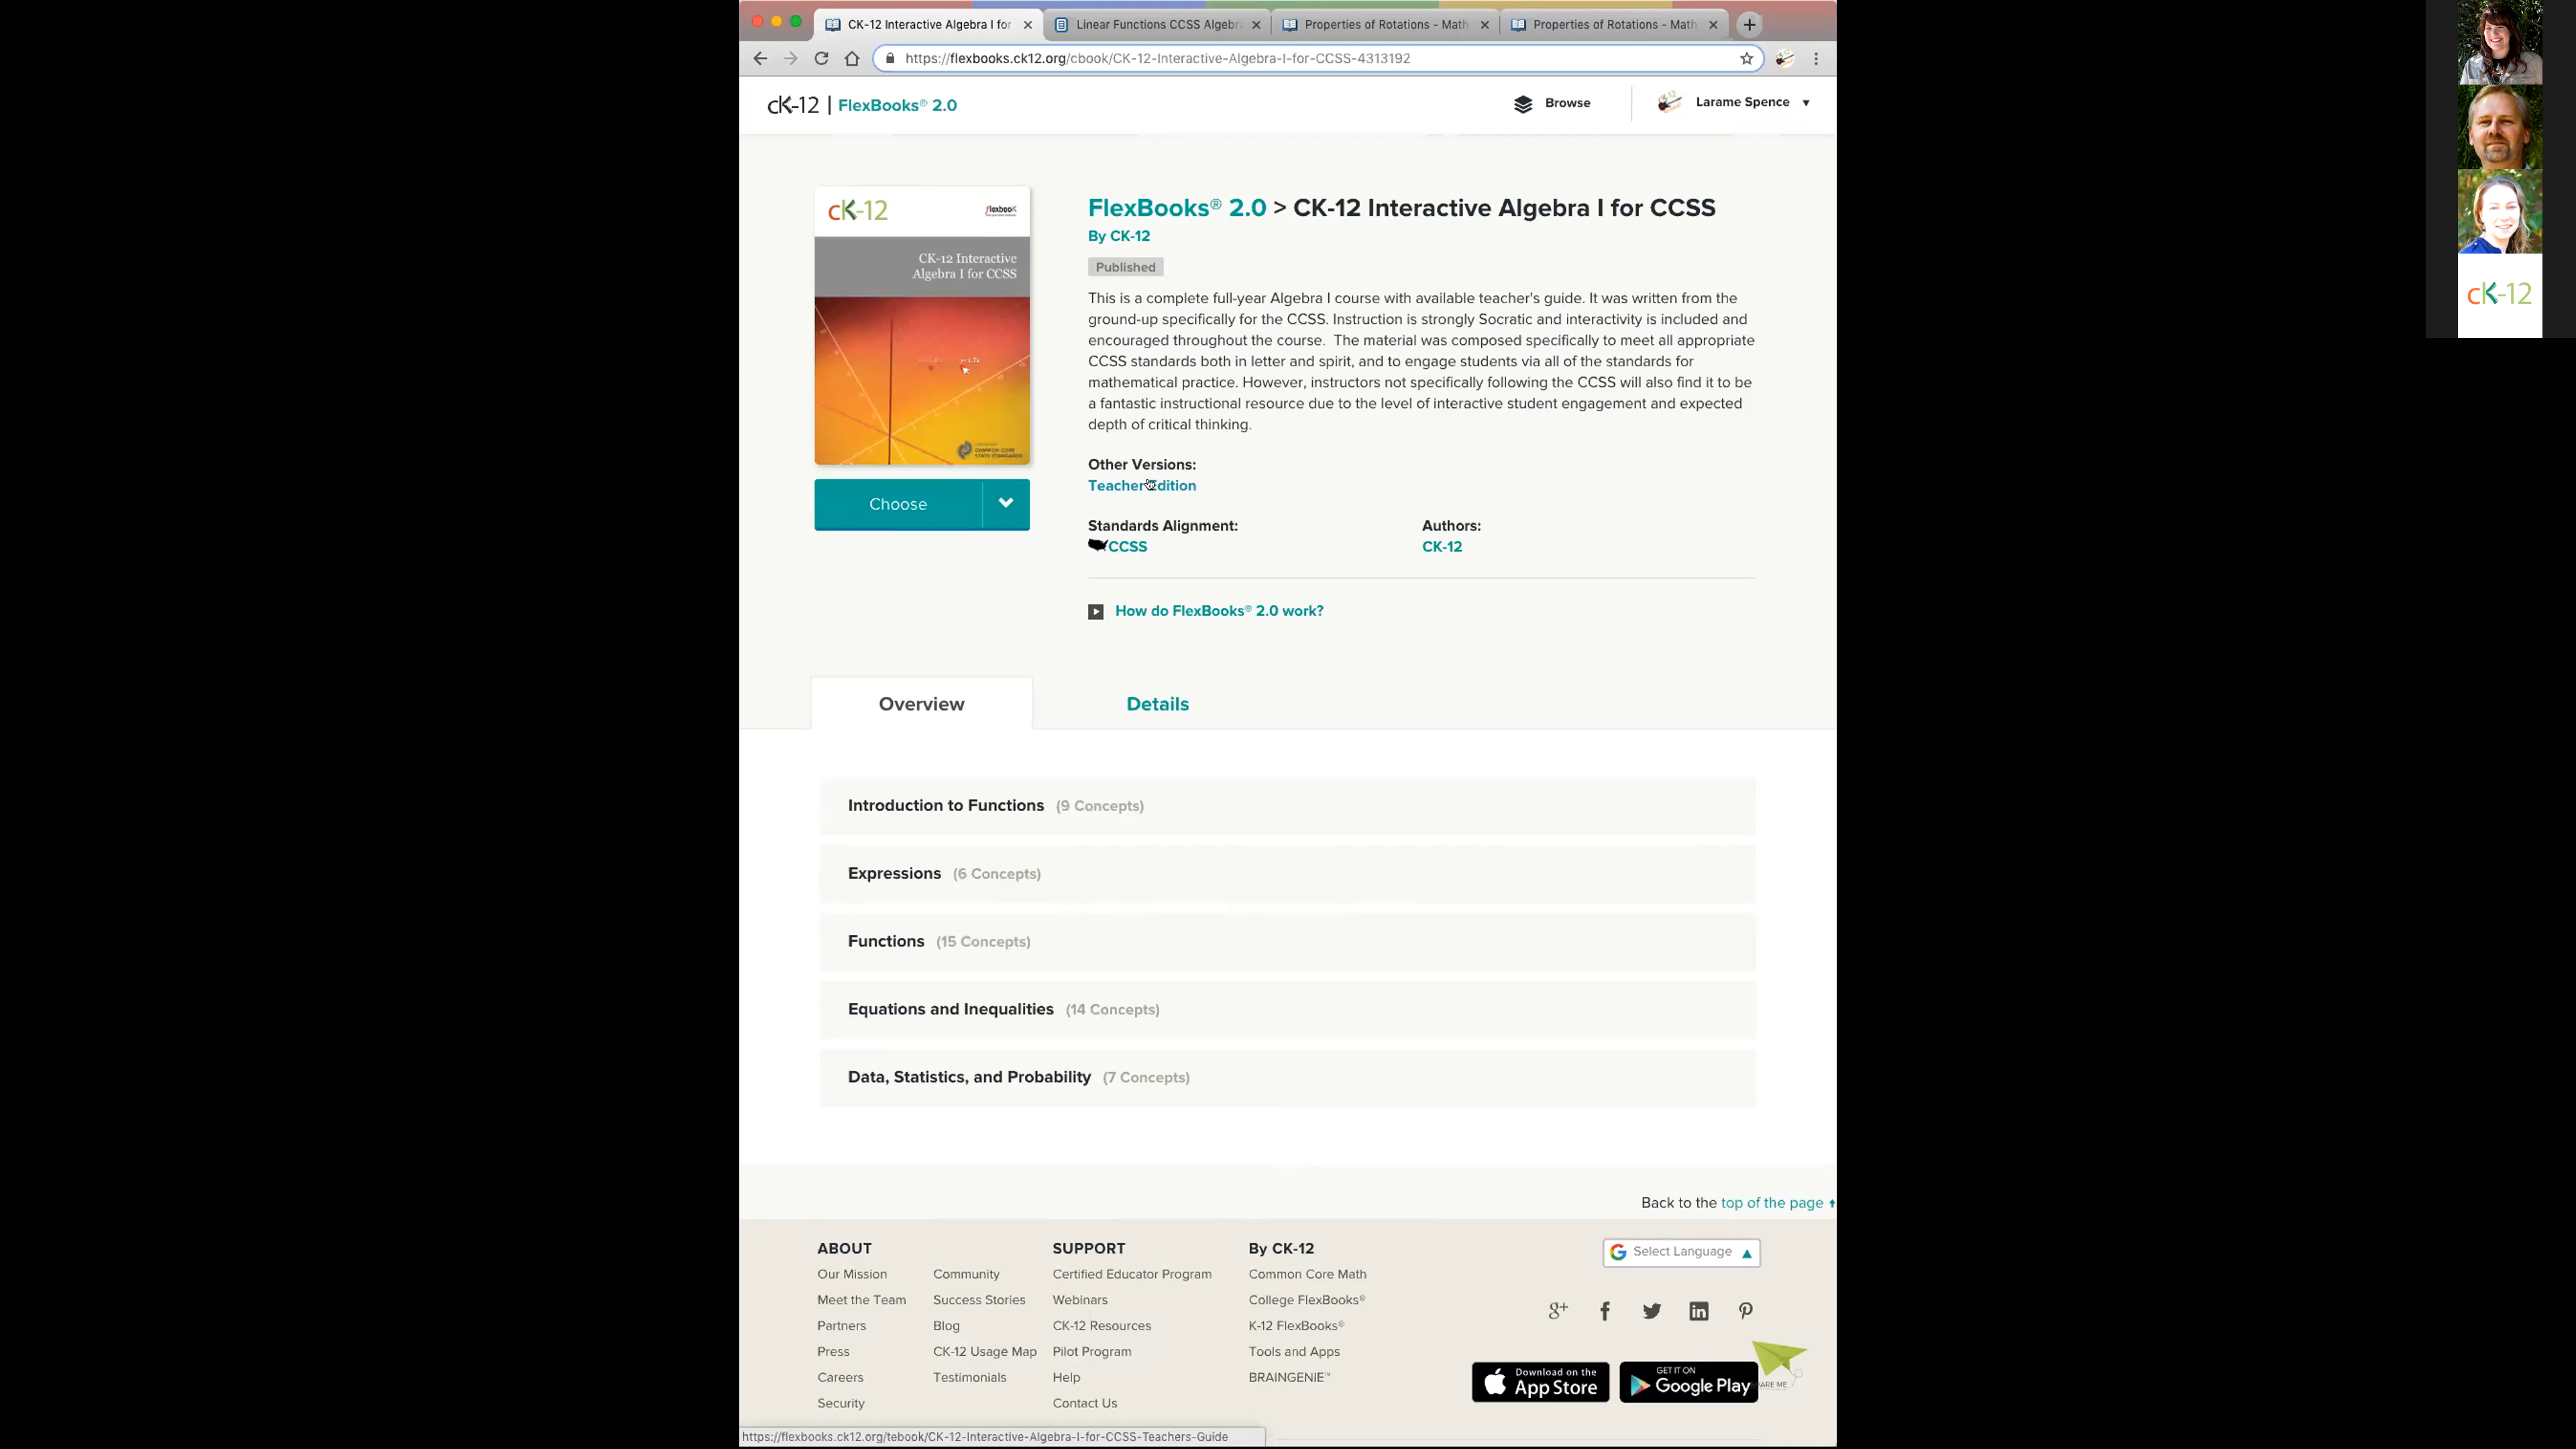 CK-12 Interactive Algebra I for
Linear Functions CCSS Algebr
Properties of Rotations - Math
Properties of Rotations - Math
https://flexbooks.ck12.org/cbook/CK-12-Interactive-Algebra-I-for-CCSS-4313192
cK-12 | FlexBooks® 2.0
Browse
Larame Spence
cK-12
flexbook
CK-12 Interactive
Algebra I for CCSS
COMMON CORE
STATE STANDARDS
Choose
FlexBooks® 2.0 > CK-12 Interactive Algebra I for CCSS
By CK-12
Published
This is a complete full-year Algebra I course with available teacher's guide. It was written from the
ground-up specifically for the CCSS. Instruction is strongly Socratic and interactivity is included and
encouraged throughout the course. The material was composed specifically to meet all appropriate
CCSS standards both in letter and spirit, and to engage students via all of the standards for
mathematical practice. However, instructors not specifically following the CCSS will also find it to be
a fantastic instructional resource due to the level of interactive student engagement and expected
depth of critical thinking.
Other Versions:
Teacher Edition
Standards Alignment:
CCSS
Authors:
CK-12
How do FlexBooks® 2.0 work?
Overview
Details
Introduction to Functions (9 Concepts)
Expressions (6 Concepts)
Functions (15 Concepts)
Equations and Inequalities (14 Concepts)
Data, Statistics, and Probability (7 Concepts)
Back to the top of the page
ABOUT
Our Mission
Meet the Team
Partners
Press
Careers
Security
Community
Success Stories
Blog
CK-12 Usage Map
Testimonials
SUPPORT
Certified Educator Program
Webinars
CK-12 Resources
Pilot Program
Help
Contact Us
By CK-12
Common Core Math
College FlexBooks®
K-12 FlexBooks®
Tools and Apps
BRAINGENIE™
Select Language
Download on the
App Store
GET IT ON
Google Play
https://flexbooks.ck12.org/tebook/CK-12-Interactive-Algebra-I-for-CCSS-Teachers-Guide
cK-12